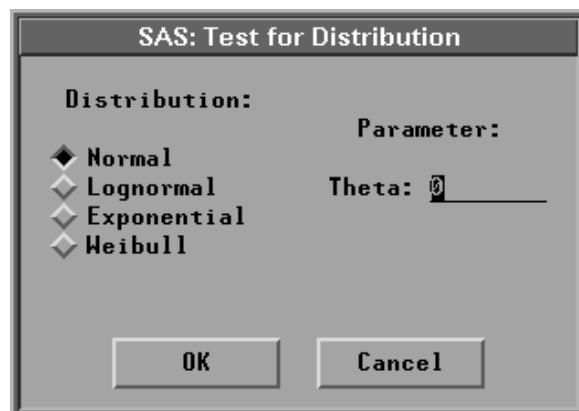 SAS: Test for Distribution
Distribution:
Parameter:
Normal
Lognormal
Theta: 0
Exponential
Weibull
OK
Cancel